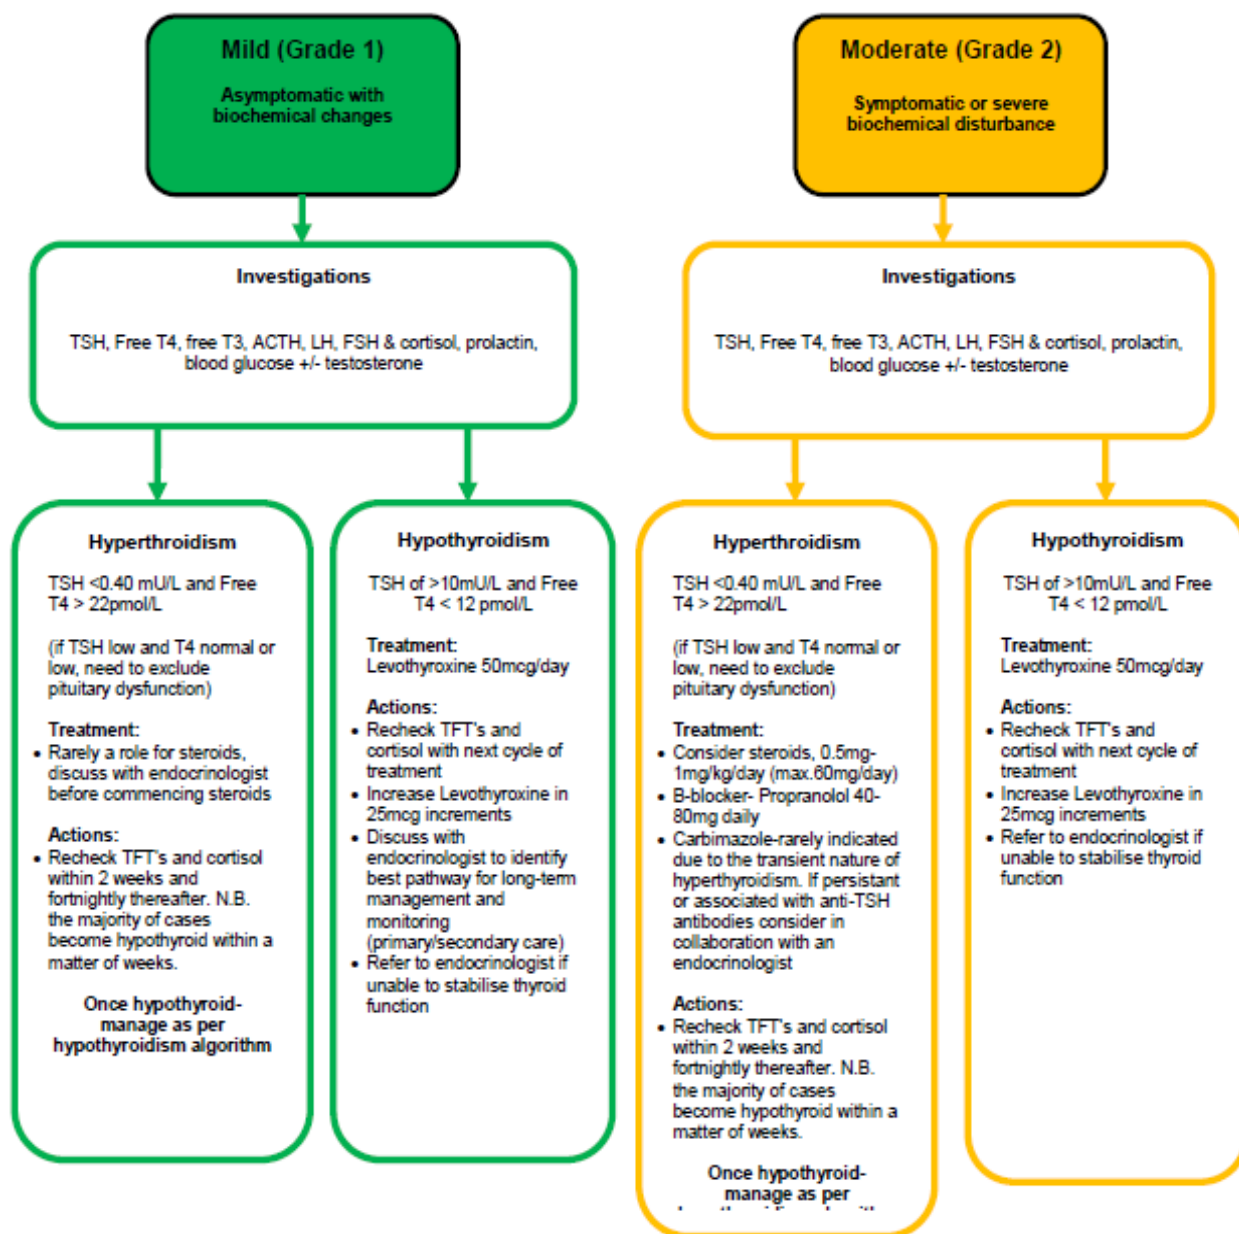 Mild (Grade 1)
Asymptomatic with
biochemical changes
Investigations
TSH, Free T4, free T3, ACTH, LH, FSH & cortisol, prolactin,
blood glucose +/- testosterone
Hyperthroidism
TSH <0.40 mU/L and Free
T4 > 22pmol/L
(if TSH low and T4 normal or
low, need to exclude
pituitary dysfunction)
Treatment:
• Rarely a role for steroids,
discuss with endocrinologist
before commencing steroids
Actions:
• Recheck TFT's and cortisol
within 2 weeks and
fortnightly thereafter. N.B.
the majority of cases
become hypothyroid within a
matter of weeks.
Once hypothyroid-
manage as per
hypothyroidism algorithm
Hypothyroidism
TSH of >10mU/L and Free
T4 < 12 pmol/L
Treatment:
Levothyroxine 50mcg/day
Actions:
• Recheck TFT's and
cortisol with next cycle of
treatment
• Increase Levothyroxine in
25mcg increments
• Discuss with
endocrinologist to identify
best pathway for long-term
management and
monitoring
(primary/secondary care)
• Refer to endocrinologist if
unable to stabilise thyroid
function
Moderate (Grade 2)
Symptomatic or severe
biochemical disturbance
Investigations
TSH, Free T4, free T3, ACTH, LH, FSH & cortisol, prolactin,
blood glucose +/- testosterone
Hyperthroidism
TSH <0.40 mU/L and Free
T4 > 22pmol/L
(if TSH low and T4 normal or
low, need to exclude
pituitary dysfunction)
Treatment:
• Consider steroids, 0.5mg-
1mg/kg/day (max.60mg/day)
• B-blocker- Propranolol 40-
80mg daily
• Carbimazole-rarely indicated
due to the transient nature of
hyperthyroidism. If persistant
or associated with anti-TSH
antibodies consider in
collaboration with an
endocrinologist
Actions:
• Recheck TFT's and cortisol
within 2 weeks and
fortnightly thereafter. N.B.
the majority of cases
become hypothyroid within a
matter of weeks.
Once hypothyroid-
manage as per
Hypothyroidism
TSH of >10mU/L and Free
T4 < 12 pmol/L
Treatment:
Levothyroxine 50mcg/day
Actions:
• Recheck TFT's and
cortisol with next cycle of
treatment
• Increase Levothyroxine in
25mcg increments
• Refer to endocrinologist if
unable to stabilise thyroid
function